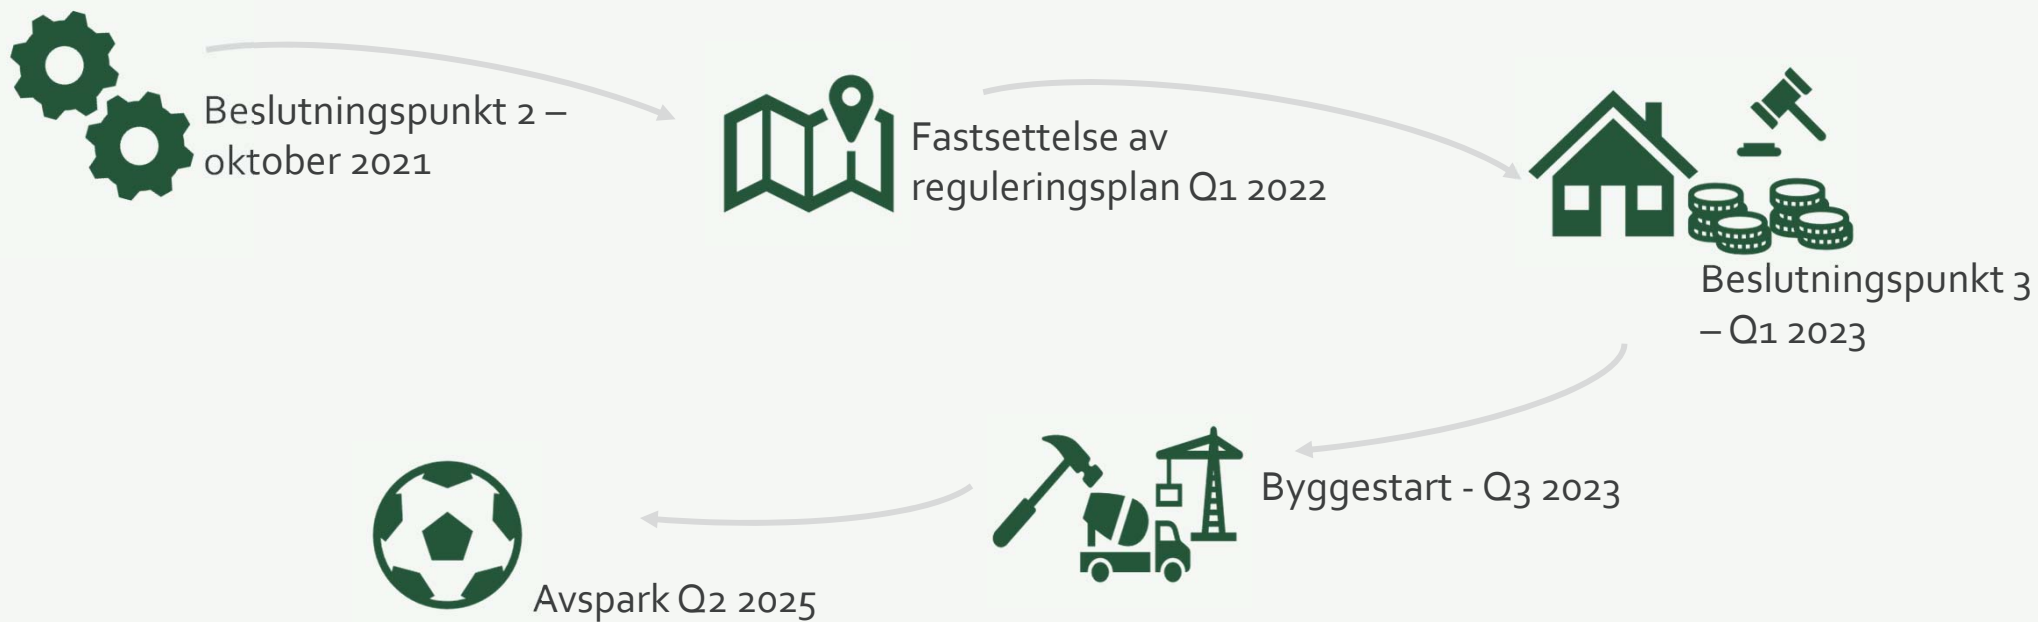 Beslutningspunkt 2 –
oktober 2021
Fastsettelse av
reguleringsplan Q1 2022
Beslutningspunkt 3
– Q1 2023
Byggestart - Q3 2023
Avspark Q2 2025